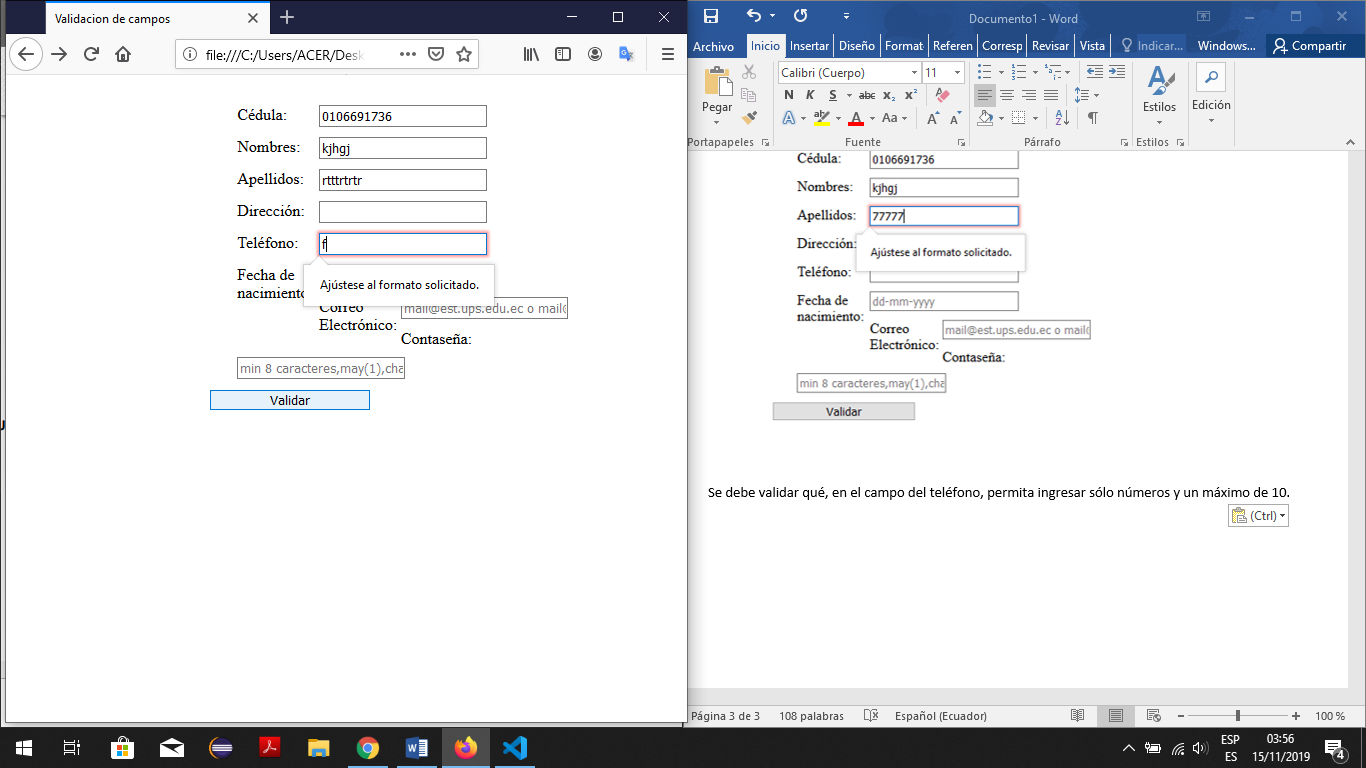 Validacion de campos
file:///C:/Users/ACER/Desk
Cédula:
0106691736
Nombres:
kjhgj
Apellidos:
rtttrtrtr
Dirección:
Teléfono:
f
Ajústese al formato solicitado.
Fecha de
nacimiento
Correo
Electrónico:
mail@est.ups.edu.ec o mail@
Contaseña:
min 8 caracteres,may(1),cha
Validar
Documento1 - Word
Archivo Inicio Insertar Diseño Format Referen Corresp Revisar Vista Indicar... Windows... Compartir
Pegar
Portapapeles
Calibri (Cuerpo) 11
N K S abc x₂ x²
A aby A Aa A A
Fuente
Párrafo
Estilos
Estilos
Edición
Cédula:
0106691736
Nombres:
kjhgj
Apellidos:
77777
Ajústese al formato solicitado.
Dirección:
Teléfono:
Fecha de
nacimiento:
dd-mm-yyyy
Correo
Electrónico:
mail@est.ups.edu.ec o mail@
Contaseña:
min 8 caracteres,may(1),cha
Validar
Se debe validar qué, en el campo del teléfono, permita ingresar sólo números y un máximo de 10.
(Ctrl)
Página 3 de 3 108 palabras Español (Ecuador) 100 %
ESP
ES
03:56
15/11/2019
4